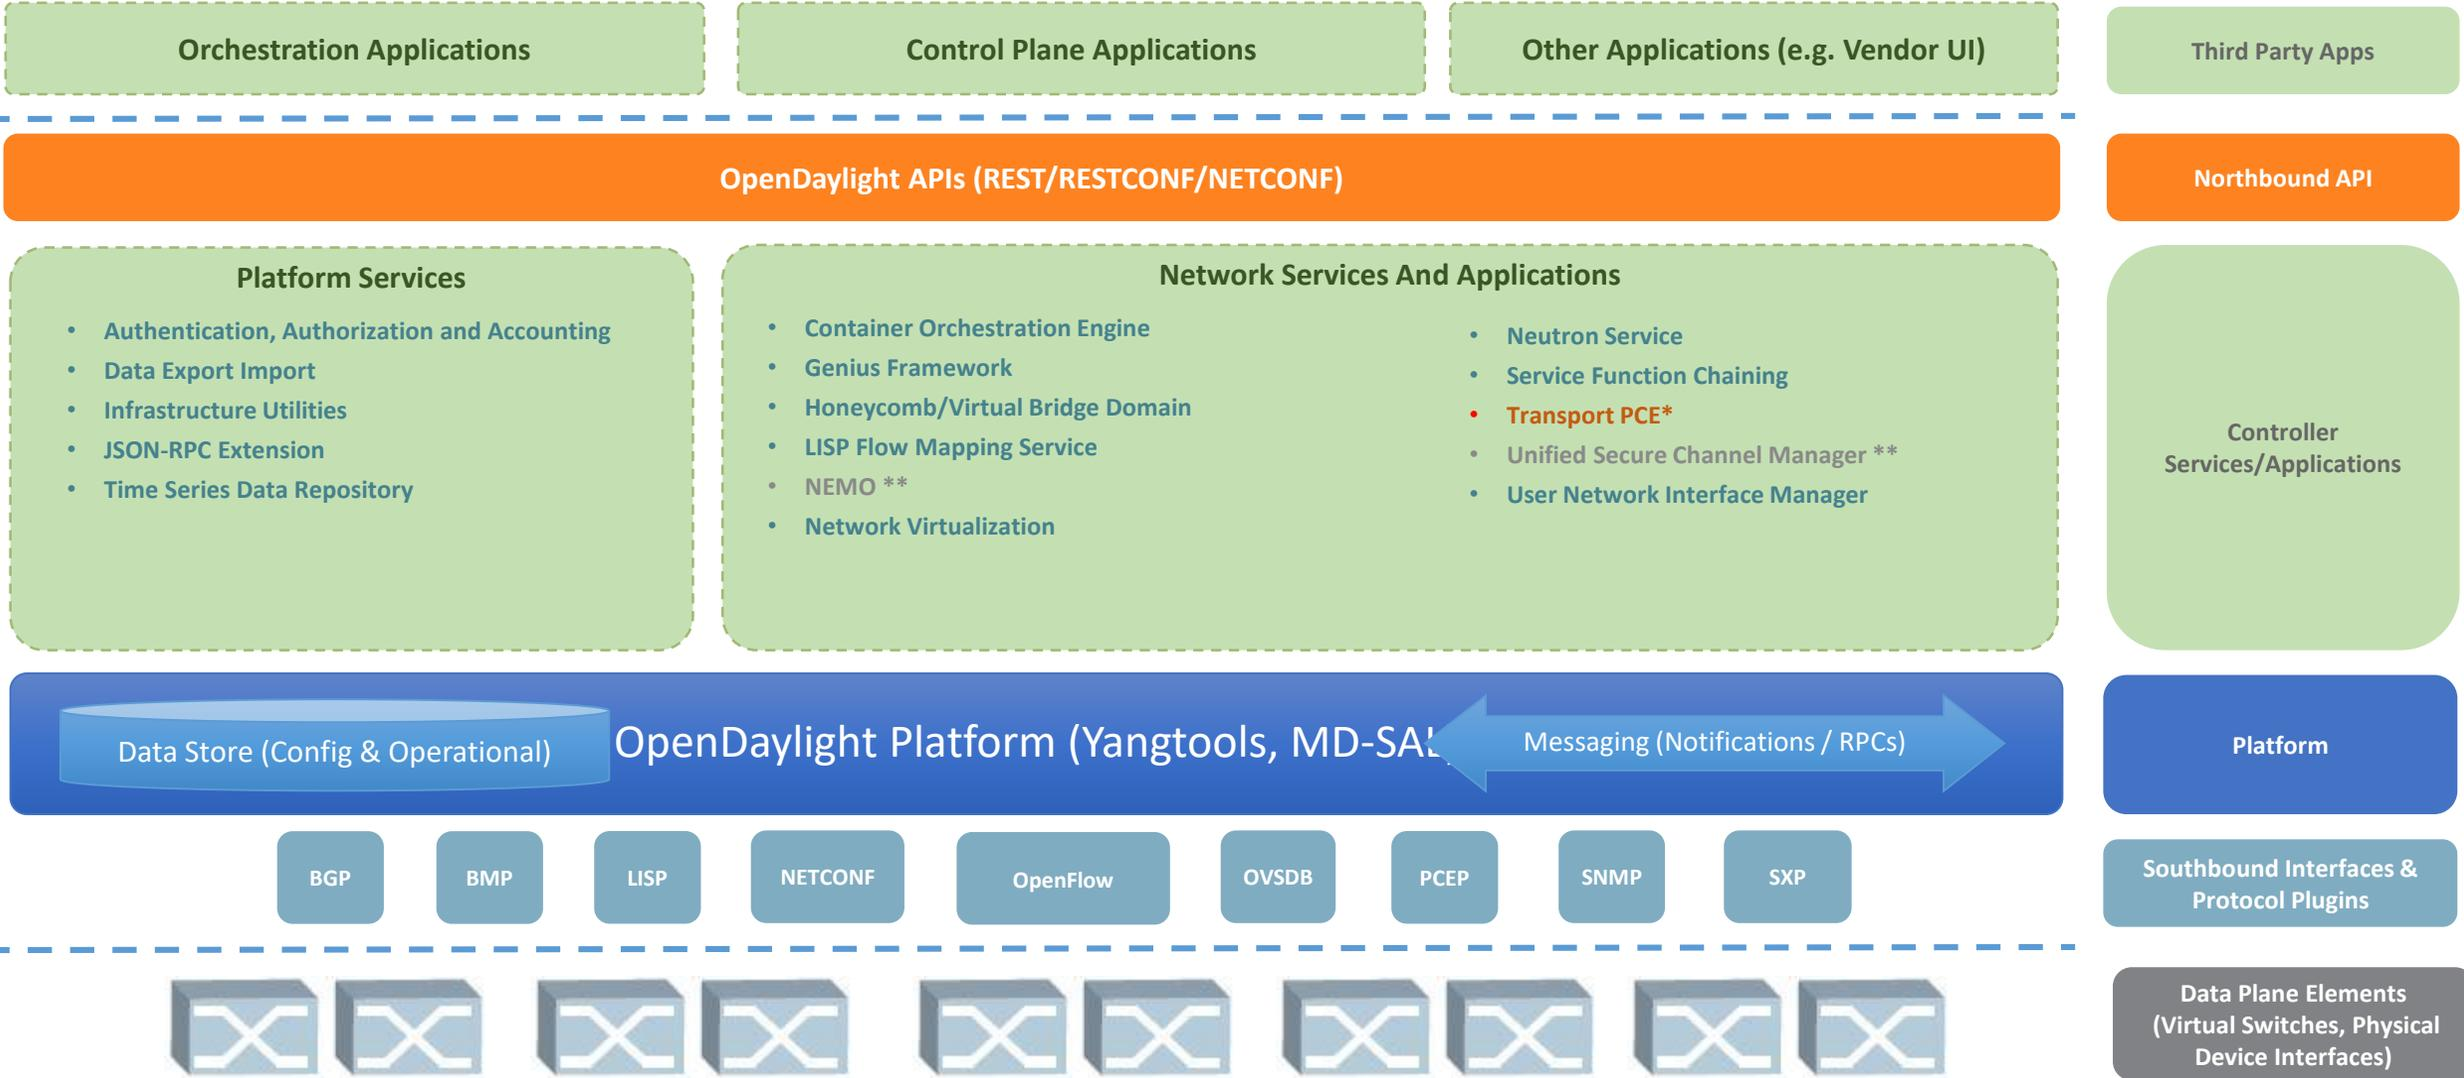 Orchestration Applications
Control Plane Applications
Other Applications (e.g. Vendor UI)
Third Party Apps
OpenDaylight APIs (REST/RESTCONF/NETCONF)
Northbound API
Platform Services
• Authentication, Authorization and Accounting
• Data Export Import
• Infrastructure Utilities
• JSON-RPC Extension
• Time Series Data Repository
Network Services And Applications
• Container Orchestration Engine
• Genius Framework
• Honeycomb/Virtual Bridge Domain
• LISP Flow Mapping Service
• NEMO **
• Network Virtualization
• Neutron Service
• Service Function Chaining
• Transport PCE*
• Unified Secure Channel Manager **
• User Network Interface Manager
Controller
Services/Applications
Data Store (Config & Operational)
OpenDaylight Platform (Yangtools, MD-SAL)
Messaging (Notifications / RPCs)
Platform
BGP
BMP
LISP
NETCONF
OpenFlow
OVSDB
PCEP
SNMP
SXP
Southbound Interfaces &
Protocol Plugins
Data Plane Elements
(Virtual Switches, Physical
Device Interfaces)